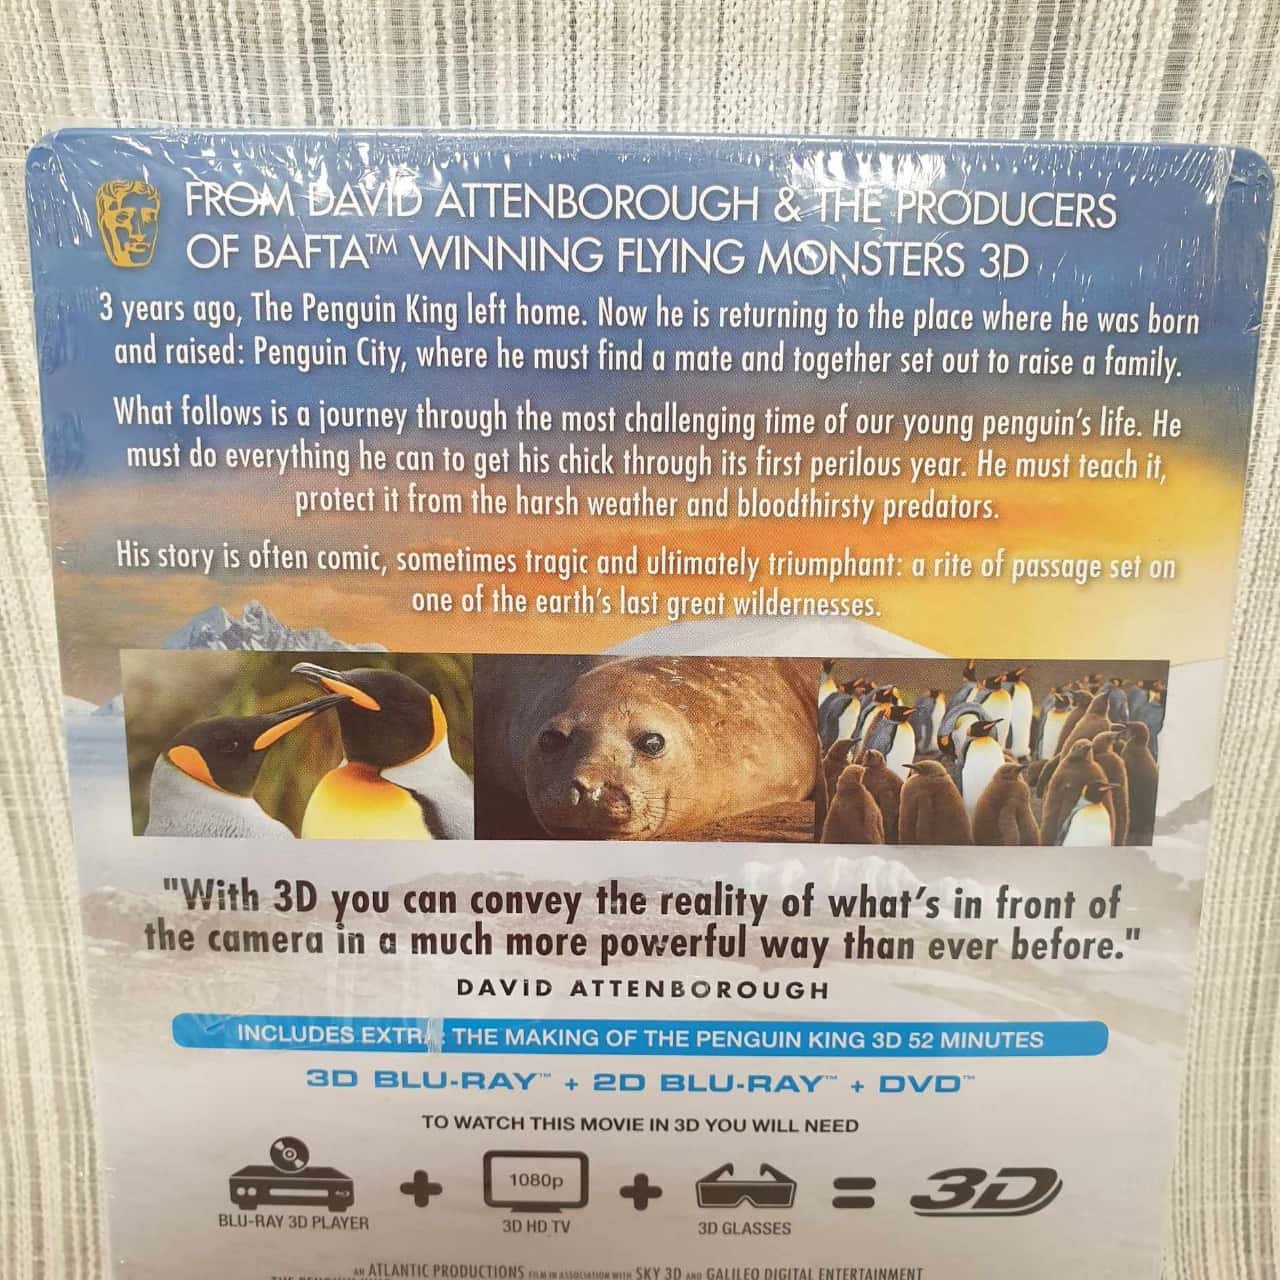 FROM DAVID ATTENBOROUGH & THE PRODUCERS
OF BAFTA™ WINNING FLYING MONSTERS 3D
3 years ago, The Penguin King left home. Now he is returning to the place where he was born
and raised: Penguin City, where he must find a mate and together set out to raise a family.
What follows is a journey through the most challenging time of our young penguin's life. He
must do everything he can to get his chick through its first perilous year. He must teach it,
protect it from the harsh weather and bloodthirsty predators.
His story is often comic, sometimes tragic and ultimately triumphant: a rite of passage set on
one of the earth's last great wildernesses.
"With 3D you can convey the reality of what's in front of
the camera in a much more powerful way than ever before."
DAViD ATTENBOROUGH
INCLUDES EXTRA: THE MAKING OF THE PENGUIN KING 3D 52 MINUTES
3D BLU-RAY™ + 2D BLU-RAY™ + DVD™
TO WATCH THIS MOVIE IN 3D YOU WILL NEED
1080p
+ + = 3D
BLU-RAY 3D PLAYER 3D HD TV 3D GLASSES
AN ATLANTIC PRODUCTIONS FILM IN ASSOCIATION WITH SKY 3D AND GALILEO DIGITAL ENTERTAINMENT